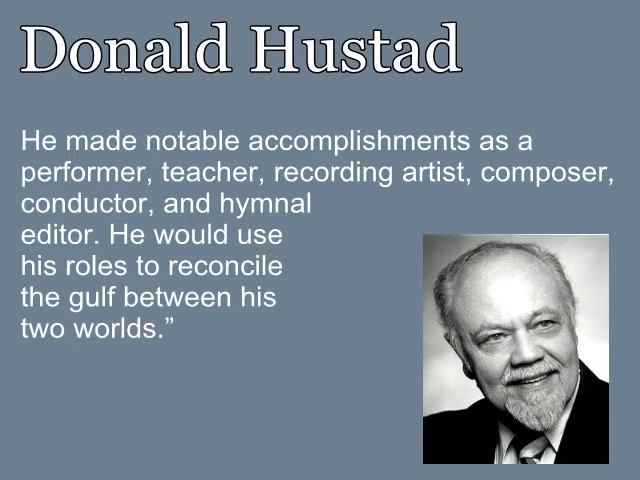 Donald Hustad
He made notable accomplishments as a
performer, teacher, recording artist, composer,
conductor, and hymnal
editor. He would use
his roles to reconcile
the gulf between his
two worlds.”